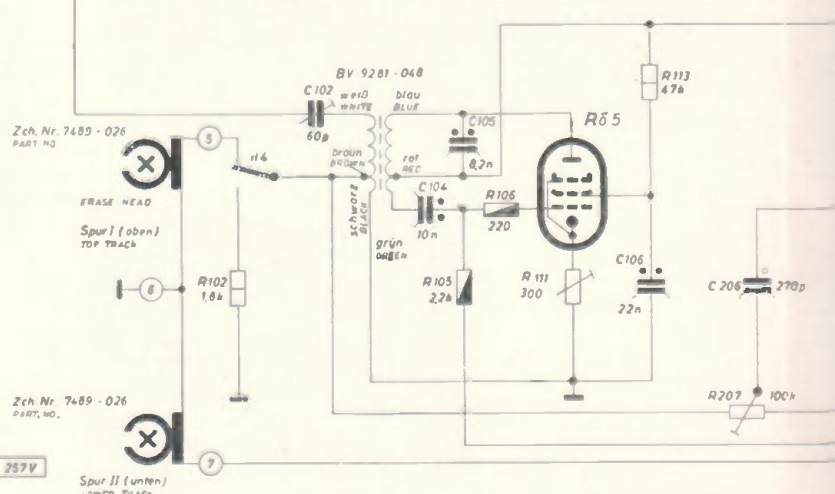 BV 9281-048
C102
weiß
WHITE
60p
blau
BLUE
C105
8,2n
Rö 5
R113
47k
Zch. Nr. 7489-026
PART. NO.
5
braun
BROWN
rot
RED
C104
10n
R106
220
ERASE HEAD
schwarz
BLACK
grün
GREEN
Spur I (oben)
TOP TRACK
6
R102
1,8k
R105
2,2k
R111
300
C106
22n
C206
270p
Zch. Nr. 7489-026
PART. NO.
R207
100k
257V
7
Spur II (unten)
LOWER TRACK